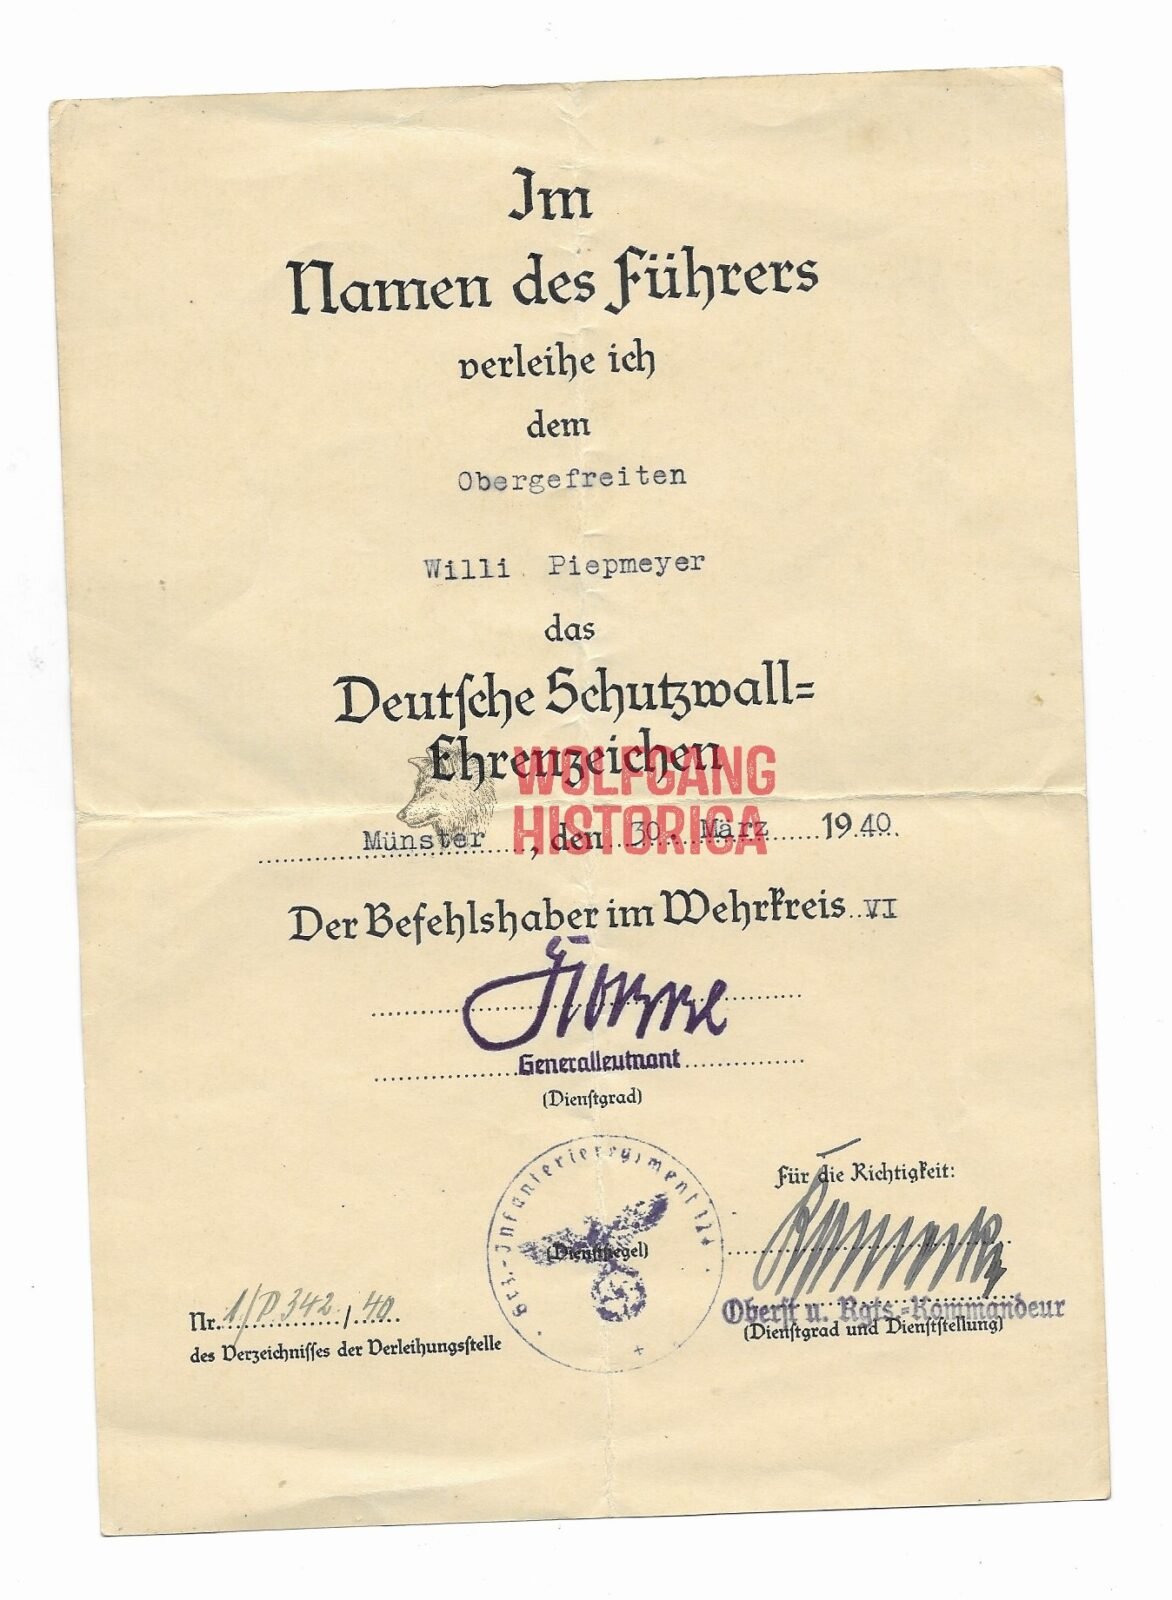 Im
Namen des Führers
verleihe ich
dem
Obergefreiten
Willi Piepmeyer
das
Deutsche Schutzwall=
Ehrenzeichen
WOLFGANG
HISTORICA
Münster, den 30. März 1940.
Der Befehlshaber im Wehrkreis VI
Generalleutnant
(Dienstgrad)
Infanterieregiment
(Dienstsiegel)
Für die Richtigkeit:
Oberst u. Rgts.-Kommandeur
(Dienstgrad und Dienststellung)
Nr. 1/P 342 / 40.
des Verzeichnisses der Verleihungsstelle